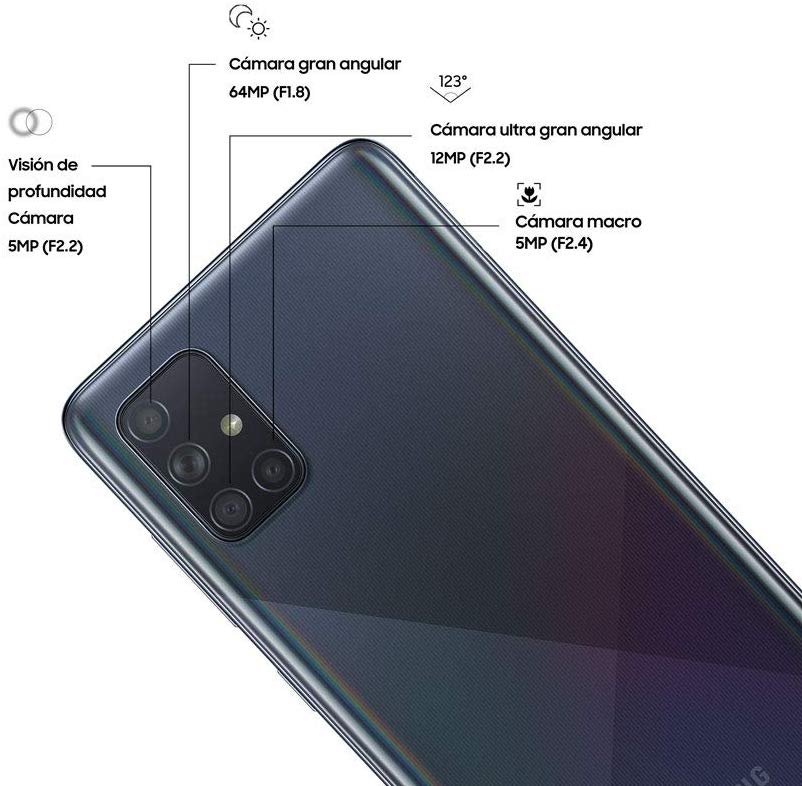 Cámara gran angular
64MP (F1.8)
123°
Cámara ultra gran angular
12MP (F2.2)
Visión de
profundidad
Cámara
5MP (F2.2)
Cámara macro
5MP (F2.4)